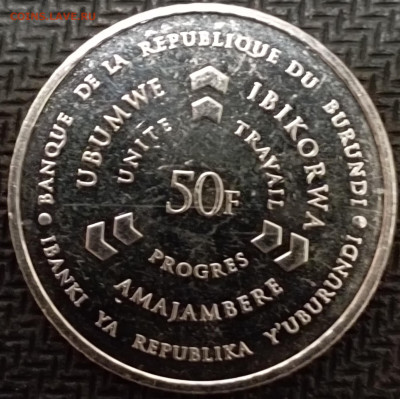 BANQUE DE LA REPUBLIQUE DU BURUNDI
UBUMWE
IBIKORWA
UNITE
TRAVAIL
50F
PROGRES
AMAJAMBERE
IBANKI YA REPUBLIKA Y'UBURUNDI